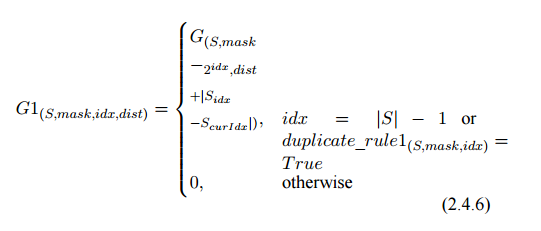 G(S,mask
−2^idx,dist
+|S_idx
G1(S,mask,idx,dist) = { −S_curIdx|), idx = |S| − 1 or
duplicate_rule1(S,mask,idx) =
True
0, otherwise
(2.4.6)